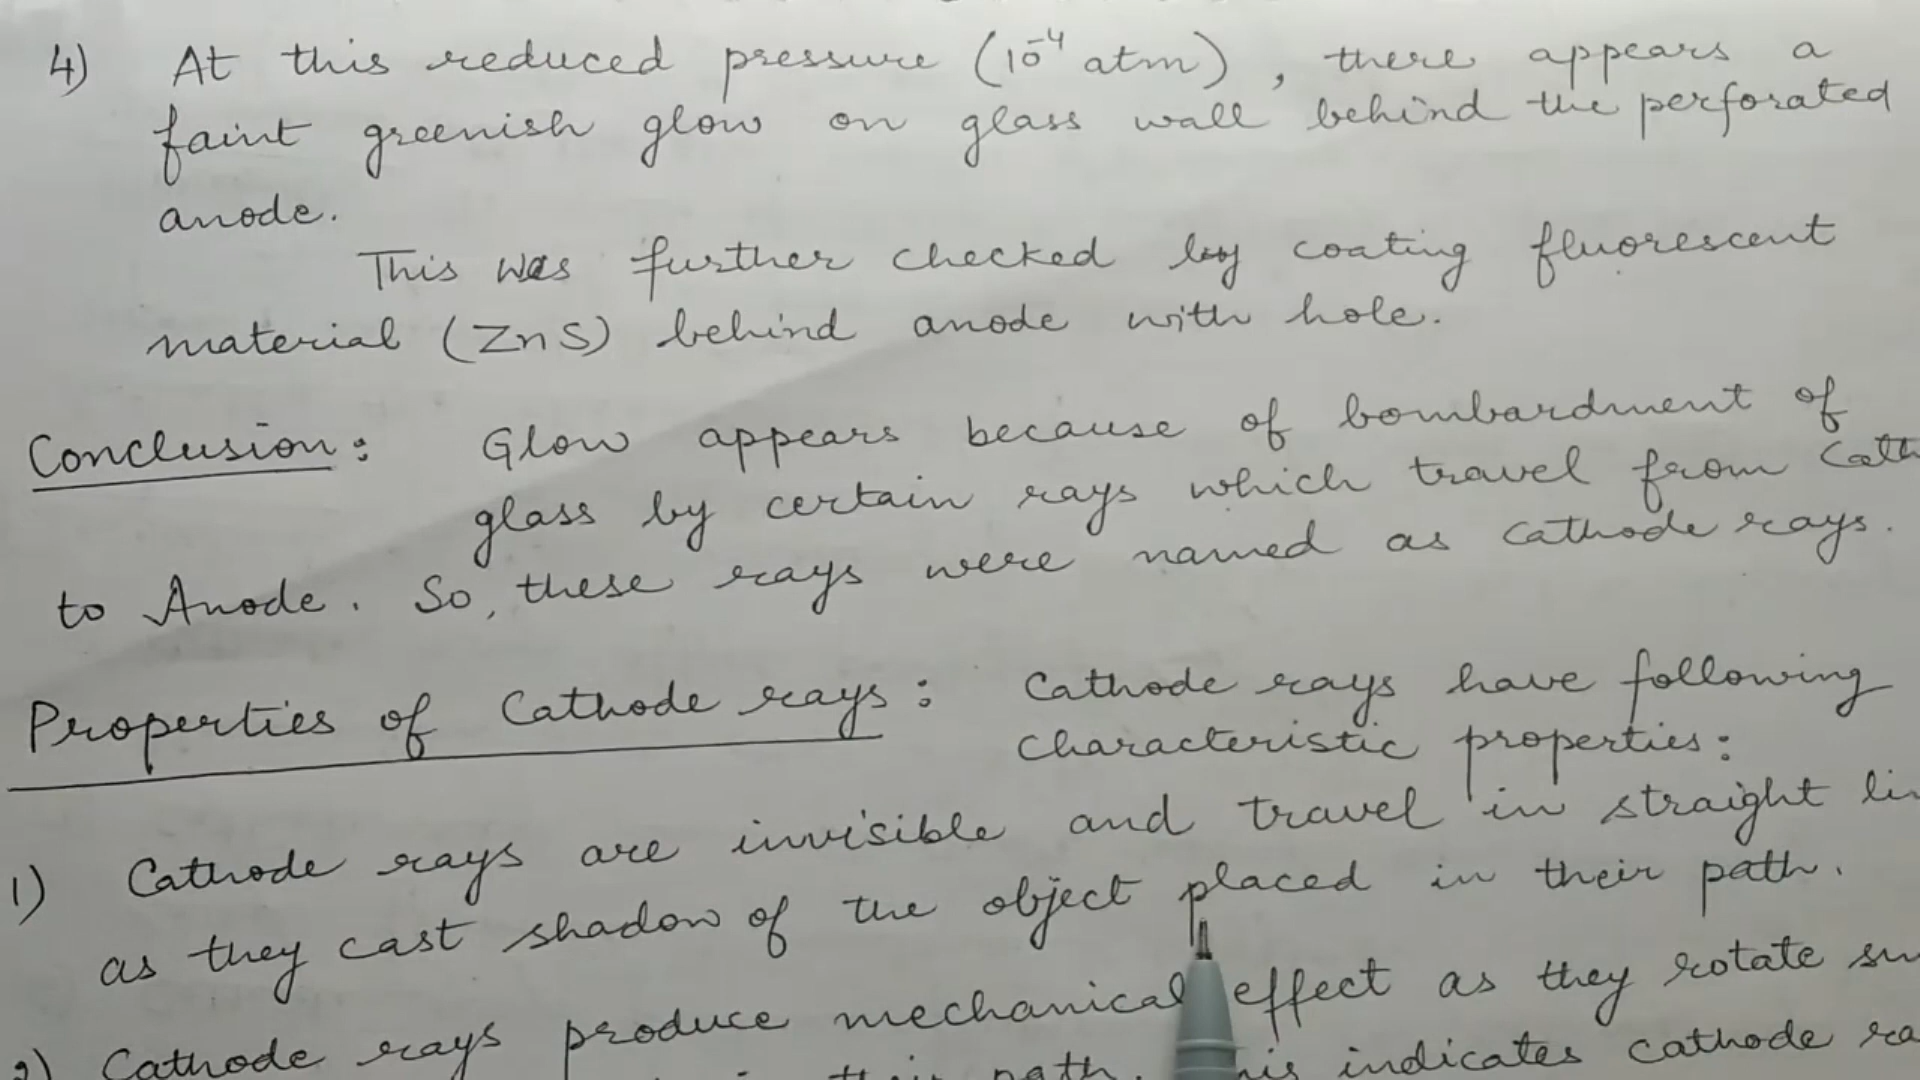 4) At this reduced pressure (10⁻⁴ atm), there appears a
faint greenish glow on glass wall behind the perforated
anode.
This was further checked by coating fluorescent
material (ZnS) behind anode with hole.
Conclusion: Glow appears because of bombardment of
glass by certain rays which travel from Cath
to Anode. So, these rays were named as cathode rays.
Properties of Cathode rays: Cathode rays have following
characteristic properties:
1) Cathode rays are invisible and travel in straight li
as they cast shadow of the object placed in their path.
2) Cathode rays produce mechanical effect as they rotate
their path. indicates cathode ra